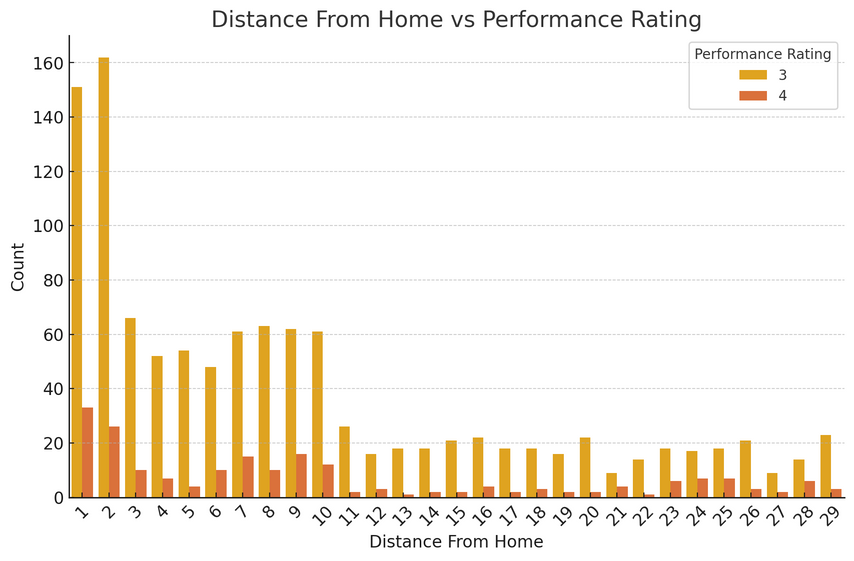 Distance From Home vs Performance Rating
Performance Rating
3
4
Count
160
140
120
100
80
60
40
20
0
1 2 3 4 5 6 7 8 9 10 11 12 13 14 15 16 17 18 19 20 21 22 23 24 25 26 27 28 29
Distance From Home